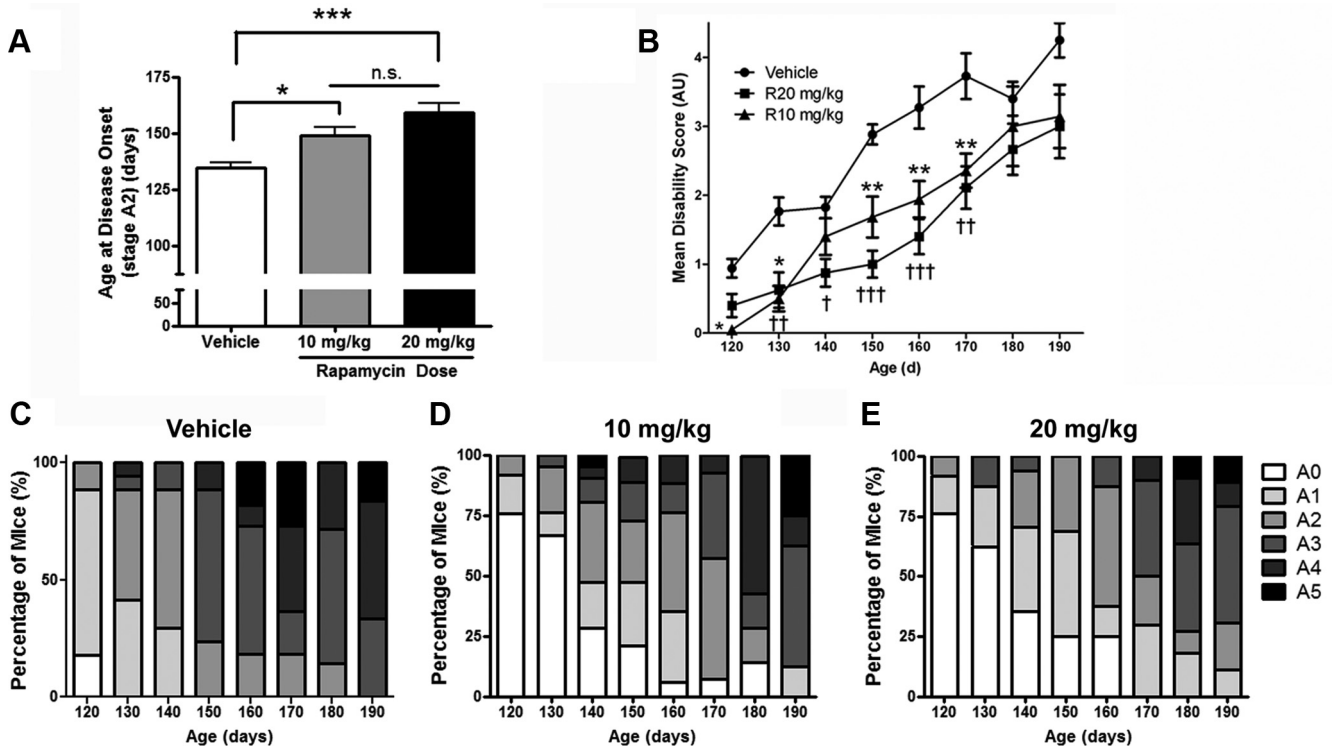 A
***
n.s.
*
Age at Disease Onset
(stage A2) (days)
175
150
125
100
50
0
Vehicle
10 mg/kg
20 mg/kg
Rapamycin Dose
B
Mean Disability Score (AU)
4
3
2
1
0
Vehicle
R20 mg/kg
R10 mg/kg
*
*
**
**
**
††
†
†††
†††
††
120 130 140 150 160 170 180 190
Age (d)
C
Vehicle
Percentage of Mice (%)
100
50
0
120 130 140 150 160 170 180 190
Age (days)
D
10 mg/kg
Percentage of Mice (%)
100
75
50
25
0
120 130 140 150 160 170 180 190
Age (days)
E
20 mg/kg
Percentage of Mice (%)
100
75
50
25
0
120 130 140 150 160 170 180 190
Age (days)
A0
A1
A2
A3
A4
A5